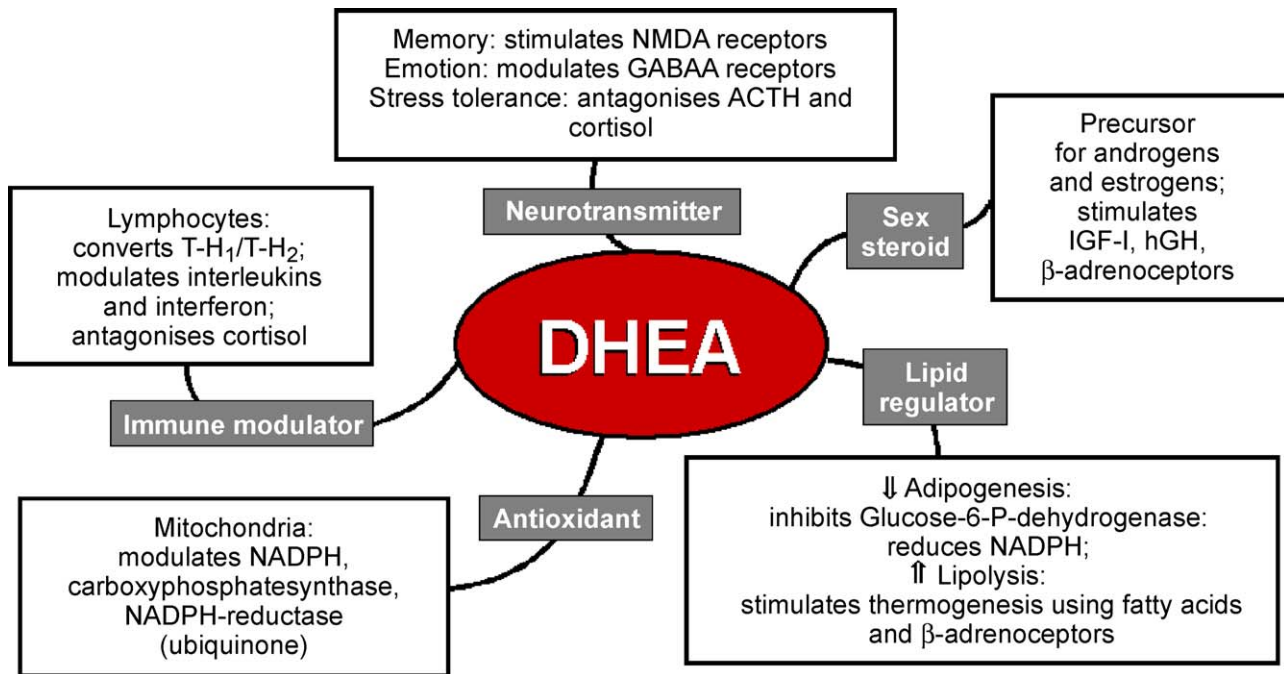 Memory: stimulates NMDA receptors
Emotion: modulates GABAA receptors
Stress tolerance: antagonises ACTH and
cortisol
Neurotransmitter
Precursor
for androgens
and estrogens;
stimulates
IGF-I, hGH,
β-adrenoceptors
Sex
steroid
Lymphocytes:
converts T-H₁/T-H₂;
modulates interleukins
and interferon;
antagonises cortisol
Immune modulator
DHEA
Lipid
regulator
⇓ Adipogenesis:
inhibits Glucose-6-P-dehydrogenase:
reduces NADPH;
⇑ Lipolysis:
stimulates thermogenesis using fatty acids
and β-adrenoceptors
Antioxidant
Mitochondria:
modulates NADPH,
carboxyphosphatesynthase,
NADPH-reductase
(ubiquinone)